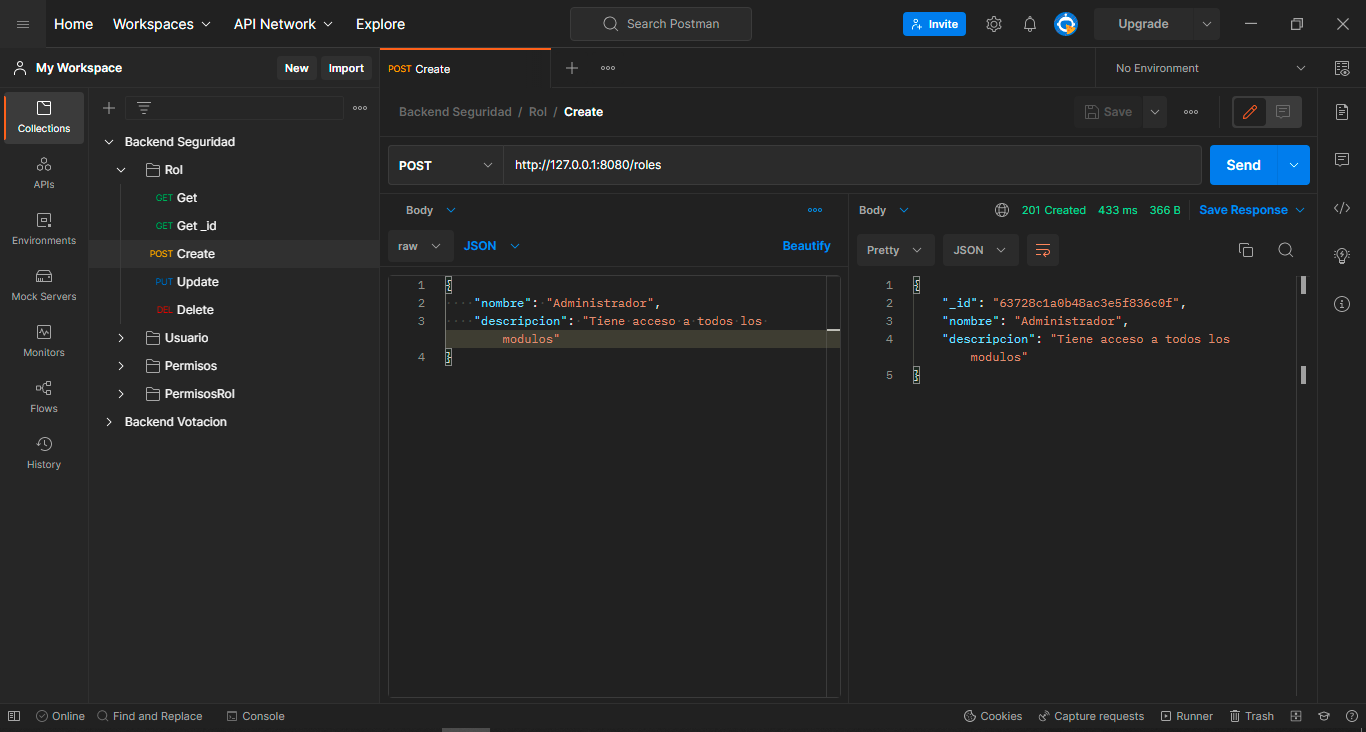 Home Workspaces API Network Explore Search Postman Invite Upgrade
My Workspace New Import POST Create No Environment
Backend Seguridad / Rol / Create Save
Collections
APIs
Environments
Mock Servers
Monitors
Flows
History
Backend Seguridad
Rol
GET Get
GET Get _id
POST Create
PUT Update
DEL Delete
Usuario
Permisos
PermisosRol
Backend Votacion
POST http://127.0.0.1:8080/roles Send
Body
raw JSON Beautify
1 {
2 "nombre": "Administrador",
3 "descripcion": "Tiene acceso a todos los
modulos"
4 }
Body 201 Created 433 ms 366 B Save Response
Pretty JSON
1 {
2 "_id": "63728c1a0b48ac3e5f836c0f",
3 "nombre": "Administrador",
4 "descripcion": "Tiene acceso a todos los
modulos"
5 }
Online Find and Replace Console Cookies Capture requests Runner Trash